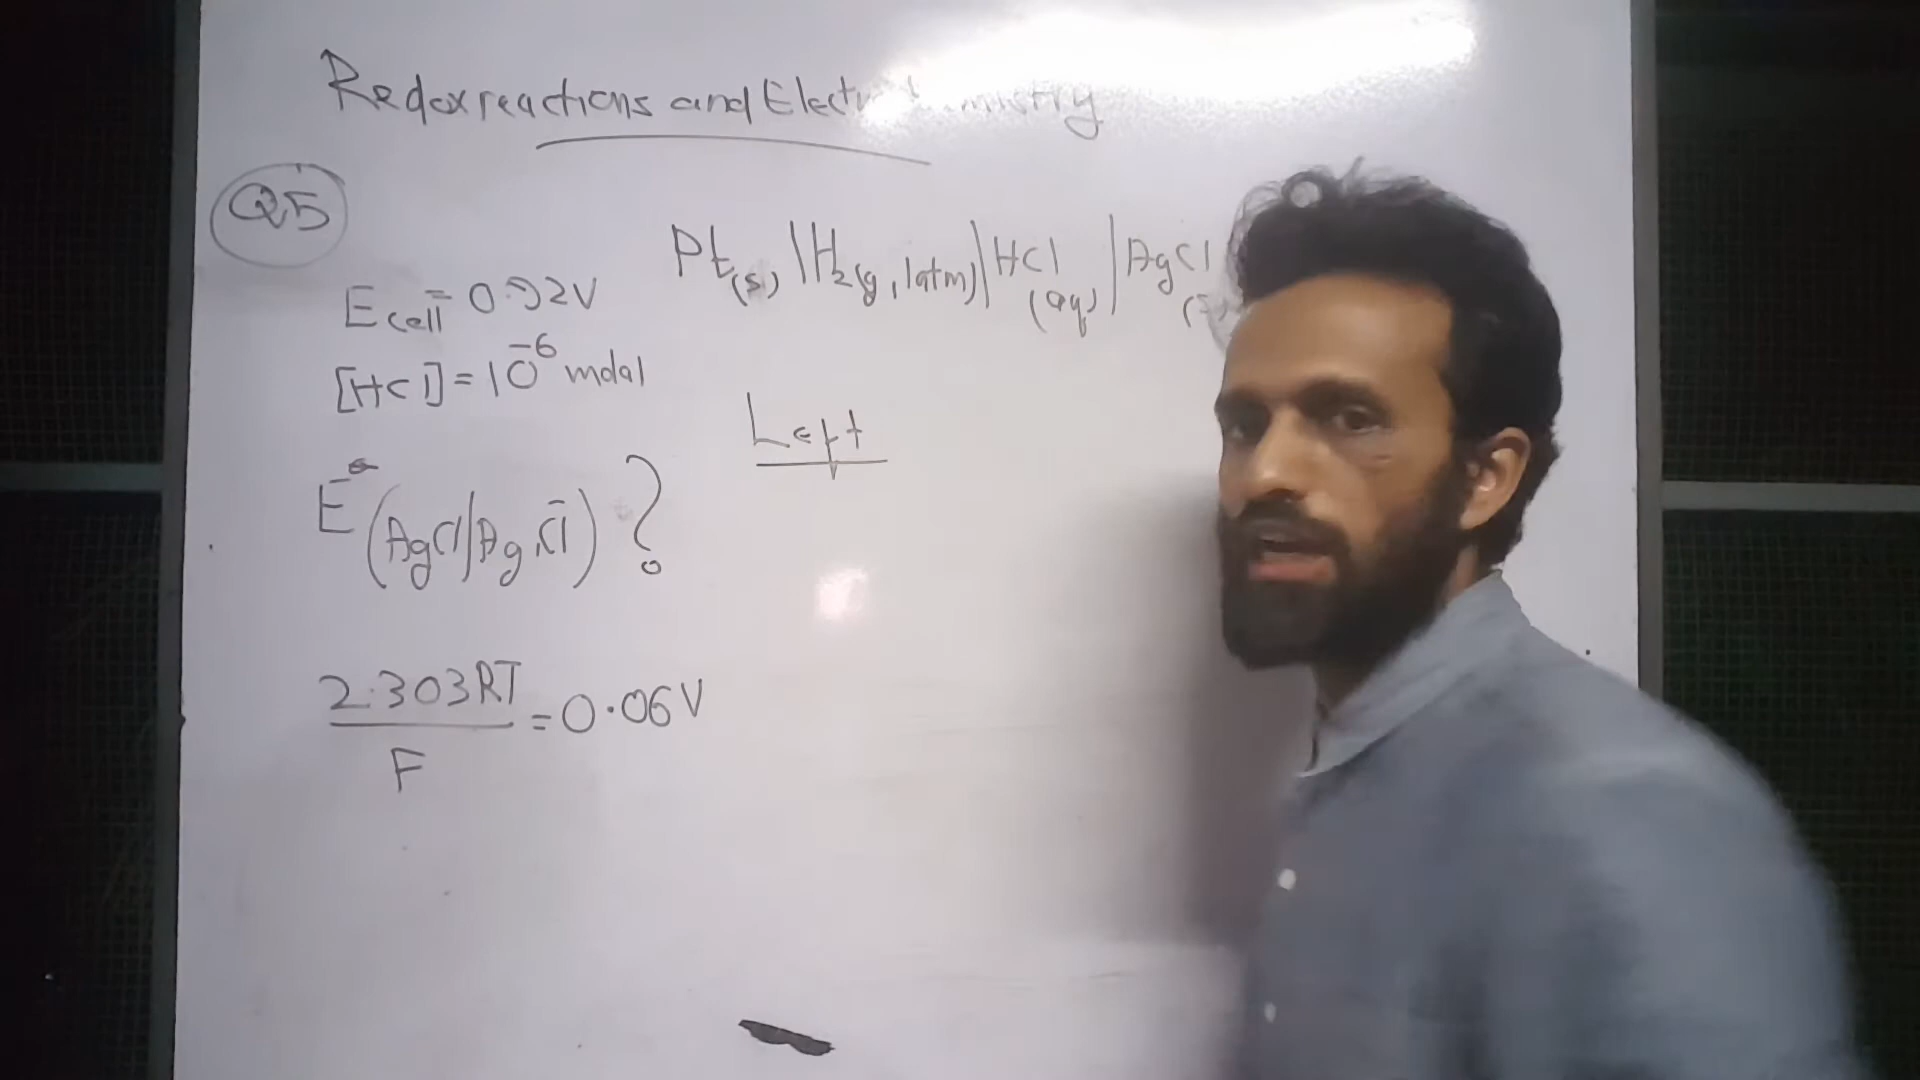 Redox reactions and Electrochemistry
Q5
Pt(s) | H2(g, 1atm) | HCl(aq) | AgCl
Ecell = 0.92V
[HCl] = 10^-6 molal
E°(AgCl/Ag,Cl-) ?
Left
2.303RT/F = 0.06V